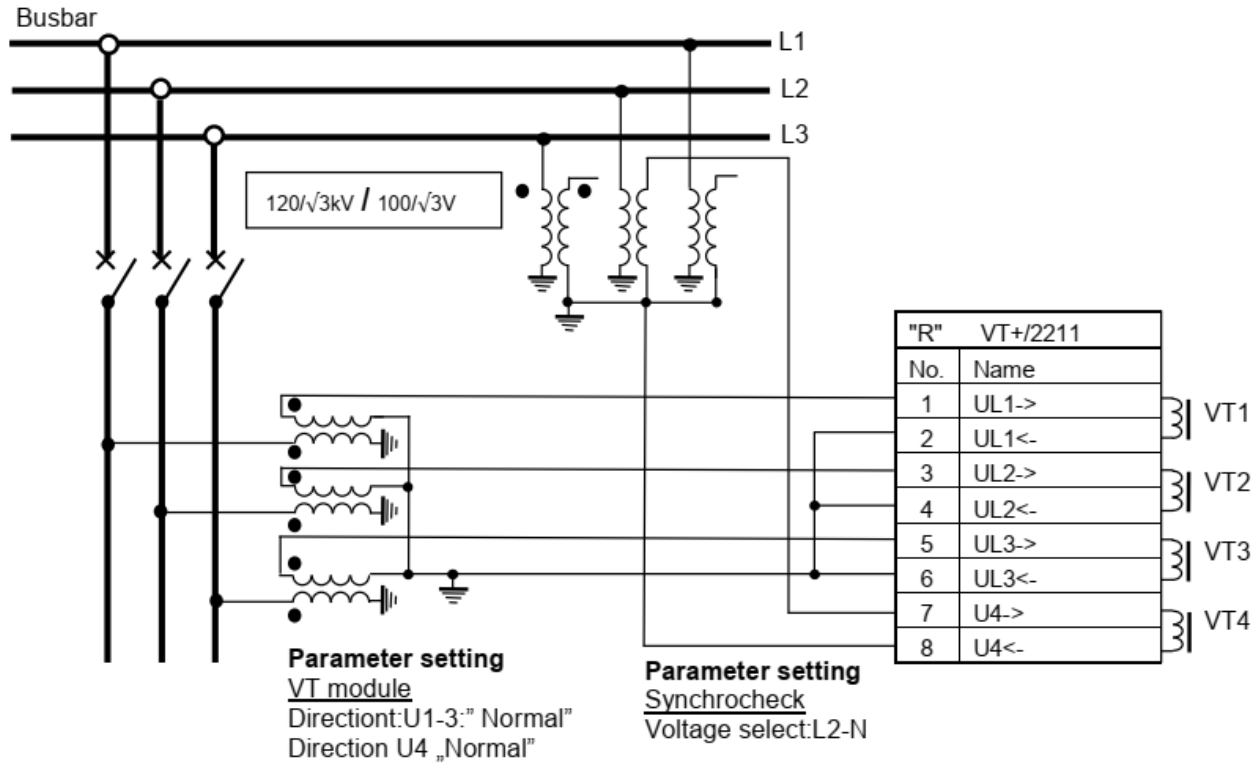 Busbar
L1
L2
L3
120/√3kV / 100/√3V
"R" VT+/2211
No. Name
1 UL1->
2 UL1<-
VT1
3 UL2->
4 UL2<-
VT2
5 UL3->
6 UL3<-
VT3
7 U4->
8 U4<-
VT4
Parameter setting
VT module
Directiont:U1-3:” Normal”
Direction U4 „Normal”
Parameter setting
Synchrocheck
Voltage select:L2-N